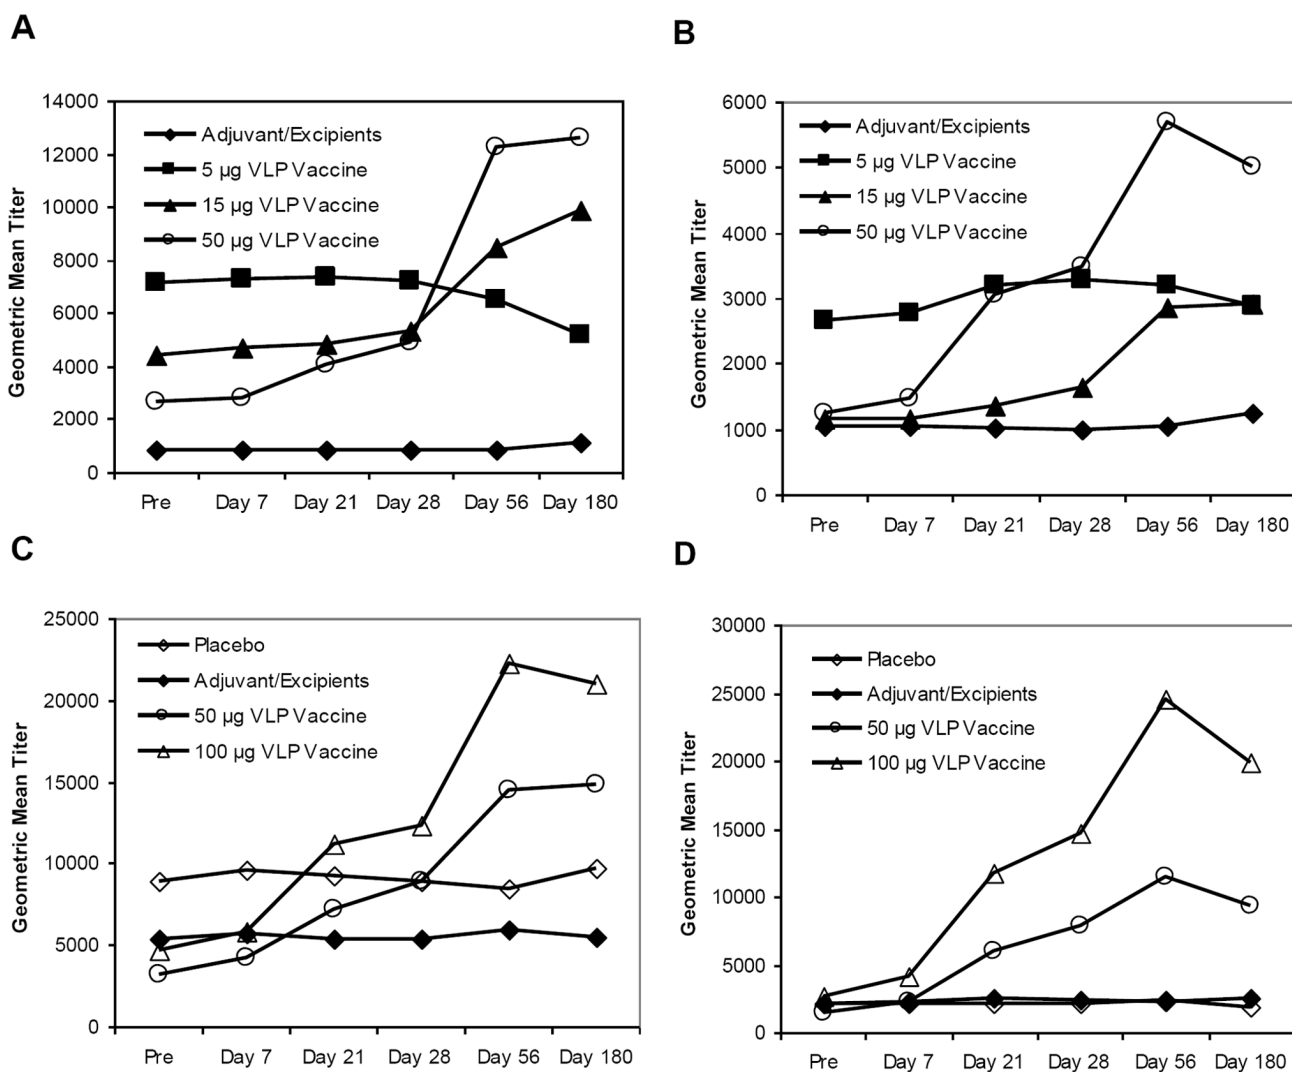 A
14000
12000
10000
8000
6000
4000
2000
0
Geometric Mean Titer
Adjuvant/Excipients
5 µg VLP Vaccine
15 µg VLP Vaccine
50 µg VLP Vaccine
Pre Day 7 Day 21 Day 28 Day 56 Day 180
B
6000
5000
4000
3000
2000
1000
0
Geometric Mean Titer
Adjuvant/Excipients
5 µg VLP Vaccine
15 µg VLP Vaccine
50 µg VLP Vaccine
Pre Day 7 Day 21 Day 28 Day 56 Day 180
C
25000
20000
15000
10000
5000
0
Geometric Mean Titer
Placebo
Adjuvant/Excipients
50 µg VLP Vaccine
100 µg VLP Vaccine
Pre Day 7 Day 21 Day 28 Day 56 Day 180
D
30000
25000
20000
15000
10000
5000
0
Geometric Mean Titer
Placebo
Adjuvant/Excipients
50 µg VLP Vaccine
100 µg VLP Vaccine
Pre Day 7 Day 21 Day 28 Day 56 Day 180